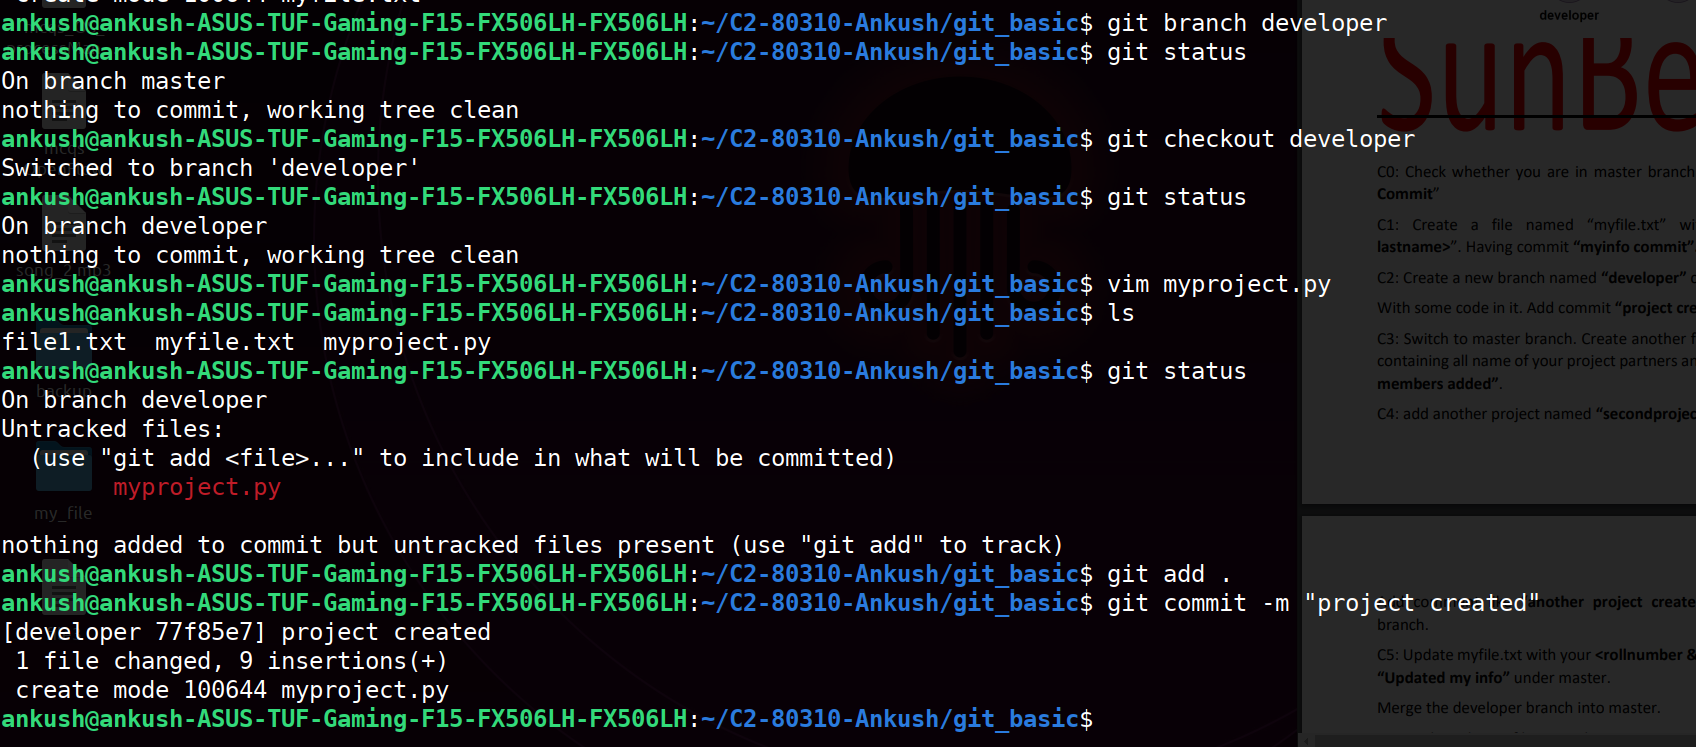 create mode 100644 myfile.txt
ankush@ankush-ASUS-TUF-Gaming-F15-FX506LH-FX506LH:~/C2-80310-Ankush/git_basic$ git branch developer
ankush@ankush-ASUS-TUF-Gaming-F15-FX506LH-FX506LH:~/C2-80310-Ankush/git_basic$ git status
On branch master
nothing to commit, working tree clean
ankush@ankush-ASUS-TUF-Gaming-F15-FX506LH-FX506LH:~/C2-80310-Ankush/git_basic$ git checkout developer
Switched to branch 'developer'
ankush@ankush-ASUS-TUF-Gaming-F15-FX506LH-FX506LH:~/C2-80310-Ankush/git_basic$ git status
On branch developer
nothing to commit, working tree clean
ankush@ankush-ASUS-TUF-Gaming-F15-FX506LH-FX506LH:~/C2-80310-Ankush/git_basic$ vim myproject.py
ankush@ankush-ASUS-TUF-Gaming-F15-FX506LH-FX506LH:~/C2-80310-Ankush/git_basic$ ls
file1.txt  myfile.txt  myproject.py
ankush@ankush-ASUS-TUF-Gaming-F15-FX506LH-FX506LH:~/C2-80310-Ankush/git_basic$ git status
On branch developer
Untracked files:
  (use "git add <file>..." to include in what will be committed)
        myproject.py
nothing added to commit but untracked files present (use "git add" to track)
ankush@ankush-ASUS-TUF-Gaming-F15-FX506LH-FX506LH:~/C2-80310-Ankush/git_basic$ git add .
ankush@ankush-ASUS-TUF-Gaming-F15-FX506LH-FX506LH:~/C2-80310-Ankush/git_basic$ git commit -m "project created"
[developer 77f85e7] project created
 1 file changed, 9 insertions(+)
 create mode 100644 myproject.py
ankush@ankush-ASUS-TUF-Gaming-F15-FX506LH-FX506LH:~/C2-80310-Ankush/git_basic$
song_2.mp3
backup
my_file
developer
SunBe
C0: Check whether you are in master branch
Commit”
C1: Create a file named “myfile.txt” wi
lastname>”. Having commit “myinfo commit”
C2: Create a new branch named “developer”
With some code in it. Add commit “project cre
C3: Switch to master branch. Create another f
containing all name of your project partners an
members added”.
C4: add another project named “secondprojec
another project create
branch.
C5: Update myfile.txt with your <rollnumber &
“Updated my info” under master.
Merge the developer branch into master.